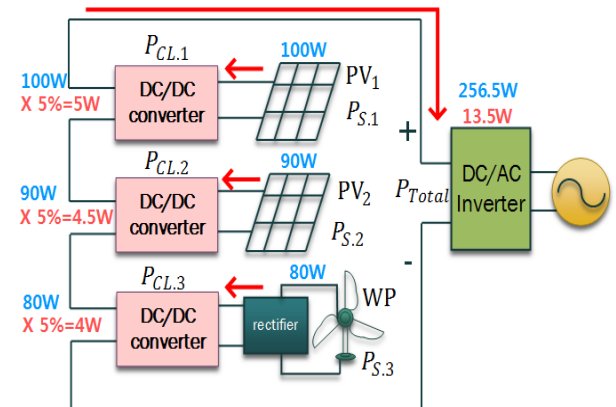 P_CL.1
100W
100W
X 5%=5W
DC/DC
converter
PV1
P_S.1
256.5W
13.5W
+
P_CL.2
90W
90W
X 5%=4.5W
DC/DC
converter
PV2
P_S.2
P_Total
DC/AC
Inverter
-
P_CL.3
80W
80W
X 5%=4W
DC/DC
converter
rectifier
WP
P_S.3